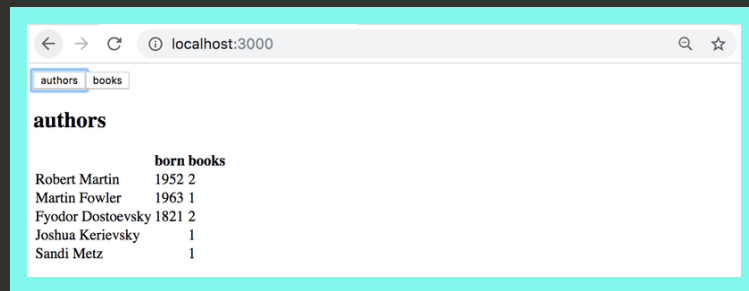 localhost:3000
authors books
authors
born books
Robert Martin 1952 2
Martin Fowler 1963 1
Fyodor Dostoevsky 1821 2
Joshua Kerievsky 1
Sandi Metz 1